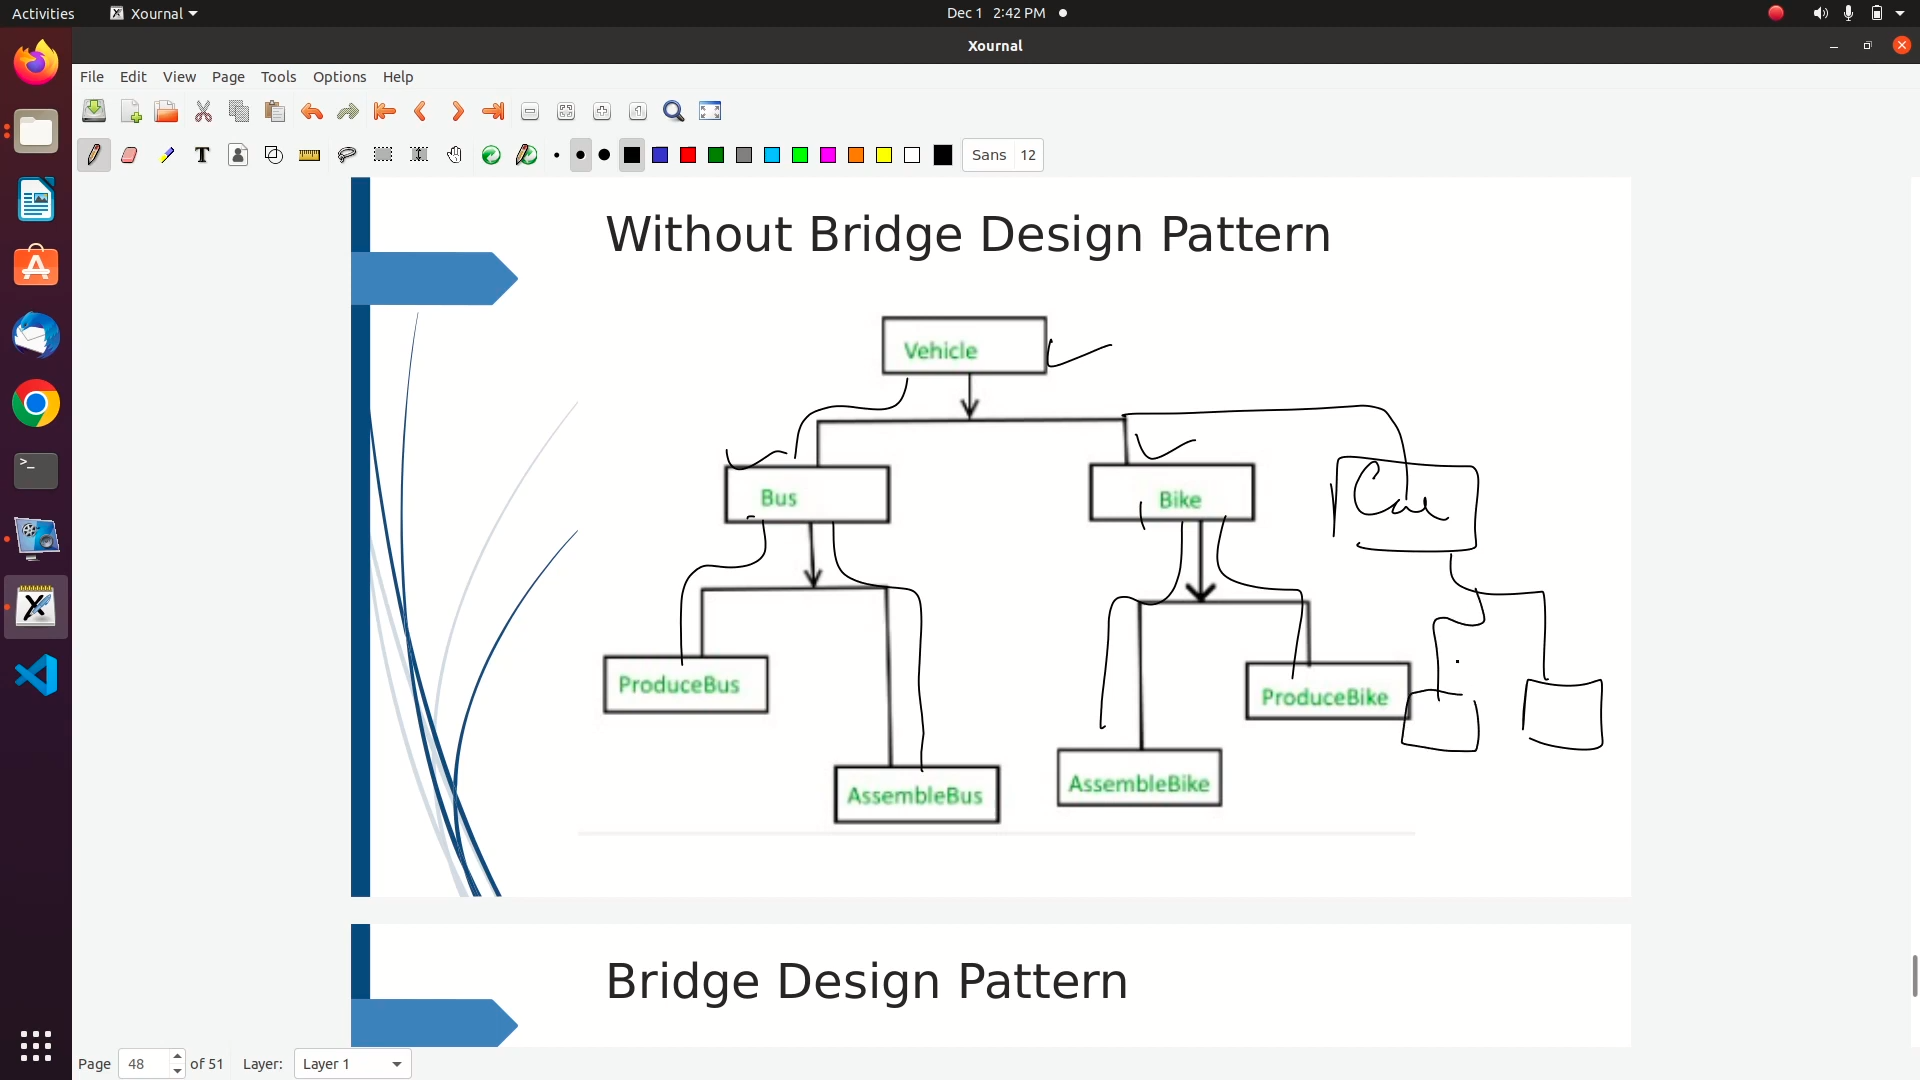 Activities Xournal Dec 1 2:42 PM
Xournal
File Edit View Page Tools Options Help
T Sans 12
Without Bridge Design Pattern
Vehicle
Bus Bike Car
ProduceBus ProduceBike
AssembleBus AssembleBike
Bridge Design Pattern
Page 48 of 51 Layer: Layer 1